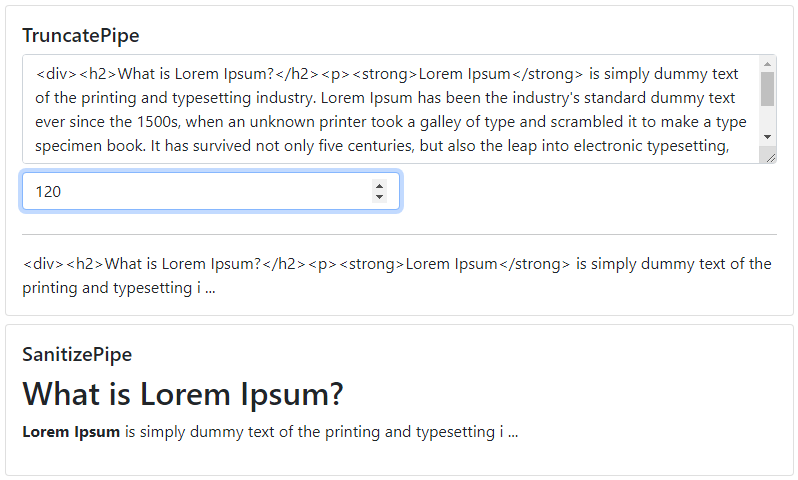 TruncatePipe
<div><h2>What is Lorem Ipsum?</h2><p><strong>Lorem Ipsum</strong> is simply dummy text
of the printing and typesetting industry. Lorem Ipsum has been the industry's standard dummy text
ever since the 1500s, when an unknown printer took a galley of type and scrambled it to make a type
specimen book. It has survived not only five centuries, but also the leap into electronic typesetting,
120
<div><h2>What is Lorem Ipsum?</h2><p><strong>Lorem Ipsum</strong> is simply dummy text of the
printing and typesetting i ...
SanitizePipe
What is Lorem Ipsum?
Lorem Ipsum is simply dummy text of the printing and typesetting i ...